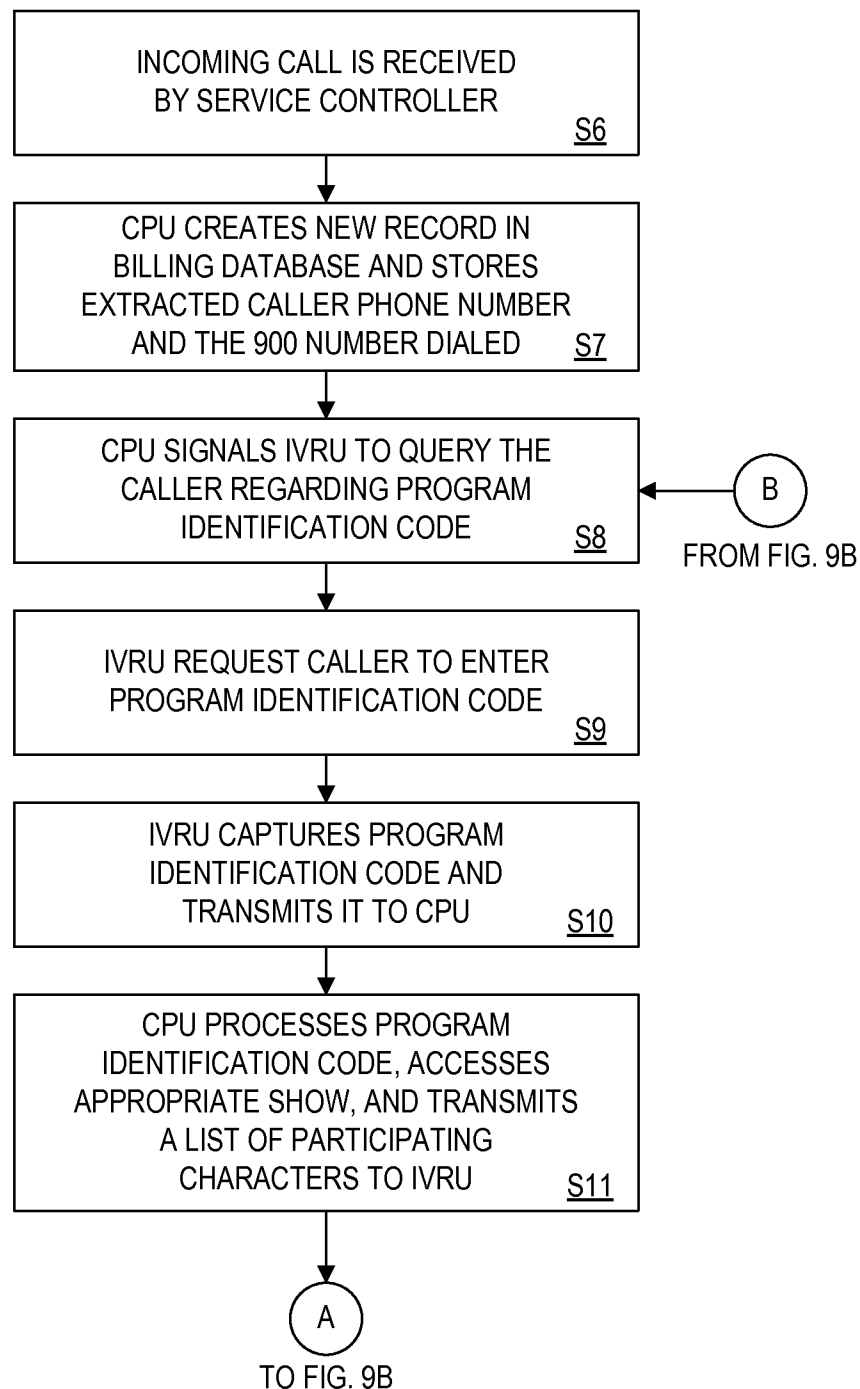 INCOMING CALL IS RECEIVED
BY SERVICE CONTROLLER
S6
CPU CREATES NEW RECORD IN
BILLING DATABASE AND STORES
EXTRACTED CALLER PHONE NUMBER
AND THE 900 NUMBER DIALED
S7
CPU SIGNALS IVRU TO QUERY THE
CALLER REGARDING PROGRAM
IDENTIFICATION CODE
S8
B
FROM FIG. 9B
IVRU REQUEST CALLER TO ENTER
PROGRAM IDENTIFICATION CODE
S9
IVRU CAPTURES PROGRAM
IDENTIFICATION CODE AND
TRANSMITS IT TO CPU
S10
CPU PROCESSES PROGRAM
IDENTIFICATION CODE, ACCESSES
APPROPRIATE SHOW, AND TRANSMITS
A LIST OF PARTICIPATING
CHARACTERS TO IVRU
S11
A
TO FIG. 9B